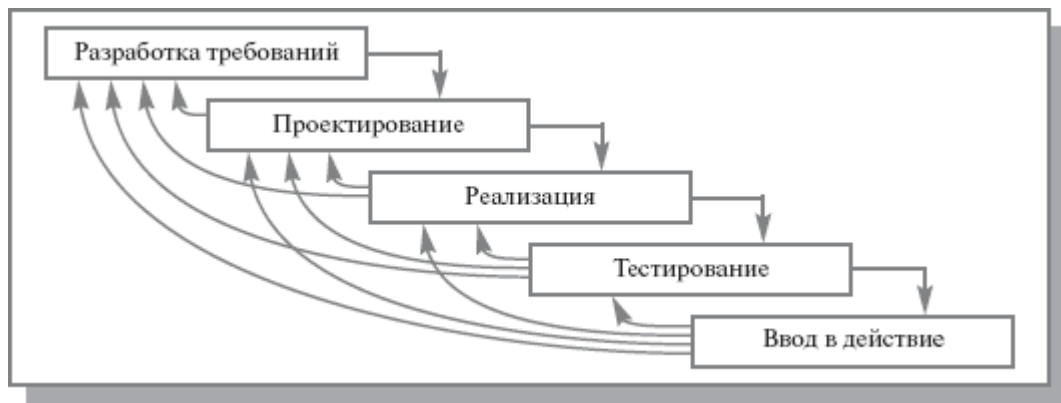 Разработка требований
Проектирование
Реализация
Тестирование
Ввод в действие